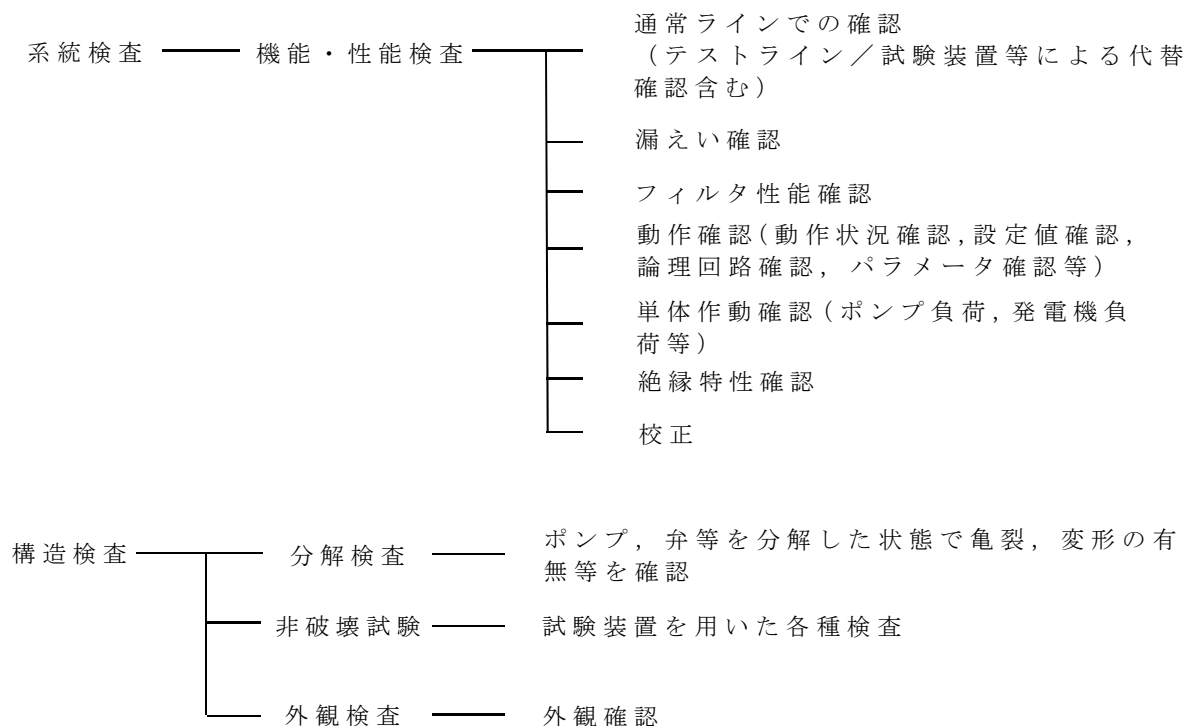 系統検査
機能・性能検査
通常ラインでの確認
(テストライン／試験装置等による代替
確認含む)
漏えい確認
フィルタ性能確認
動作確認(動作状況確認,設定値確認,
論理回路確認, パラメータ確認等)
単体作動確認(ポンプ負荷,発電機負
荷等)
絶縁特性確認
校正
構造検査
分解検査
ポンプ, 弁等を分解した状態で亀裂, 変形の有
無等を確認
非破壊試験
試験装置を用いた各種検査
外観検査
外観確認